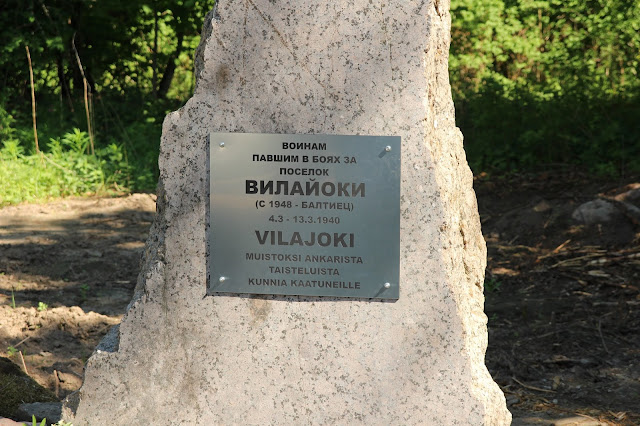 ВОИНАМ
ПАВШИМ В БОЯХ ЗА
ПОСЕЛОК
ВИЛАЙОКИ
(С 1948 - БАЛТИЕЦ)
4.3 - 13.3.1940
VILAJOKI
MUISTOKSI ANKARISTA
TAISTELUISTA
KUNNIA KAATUNEILLE